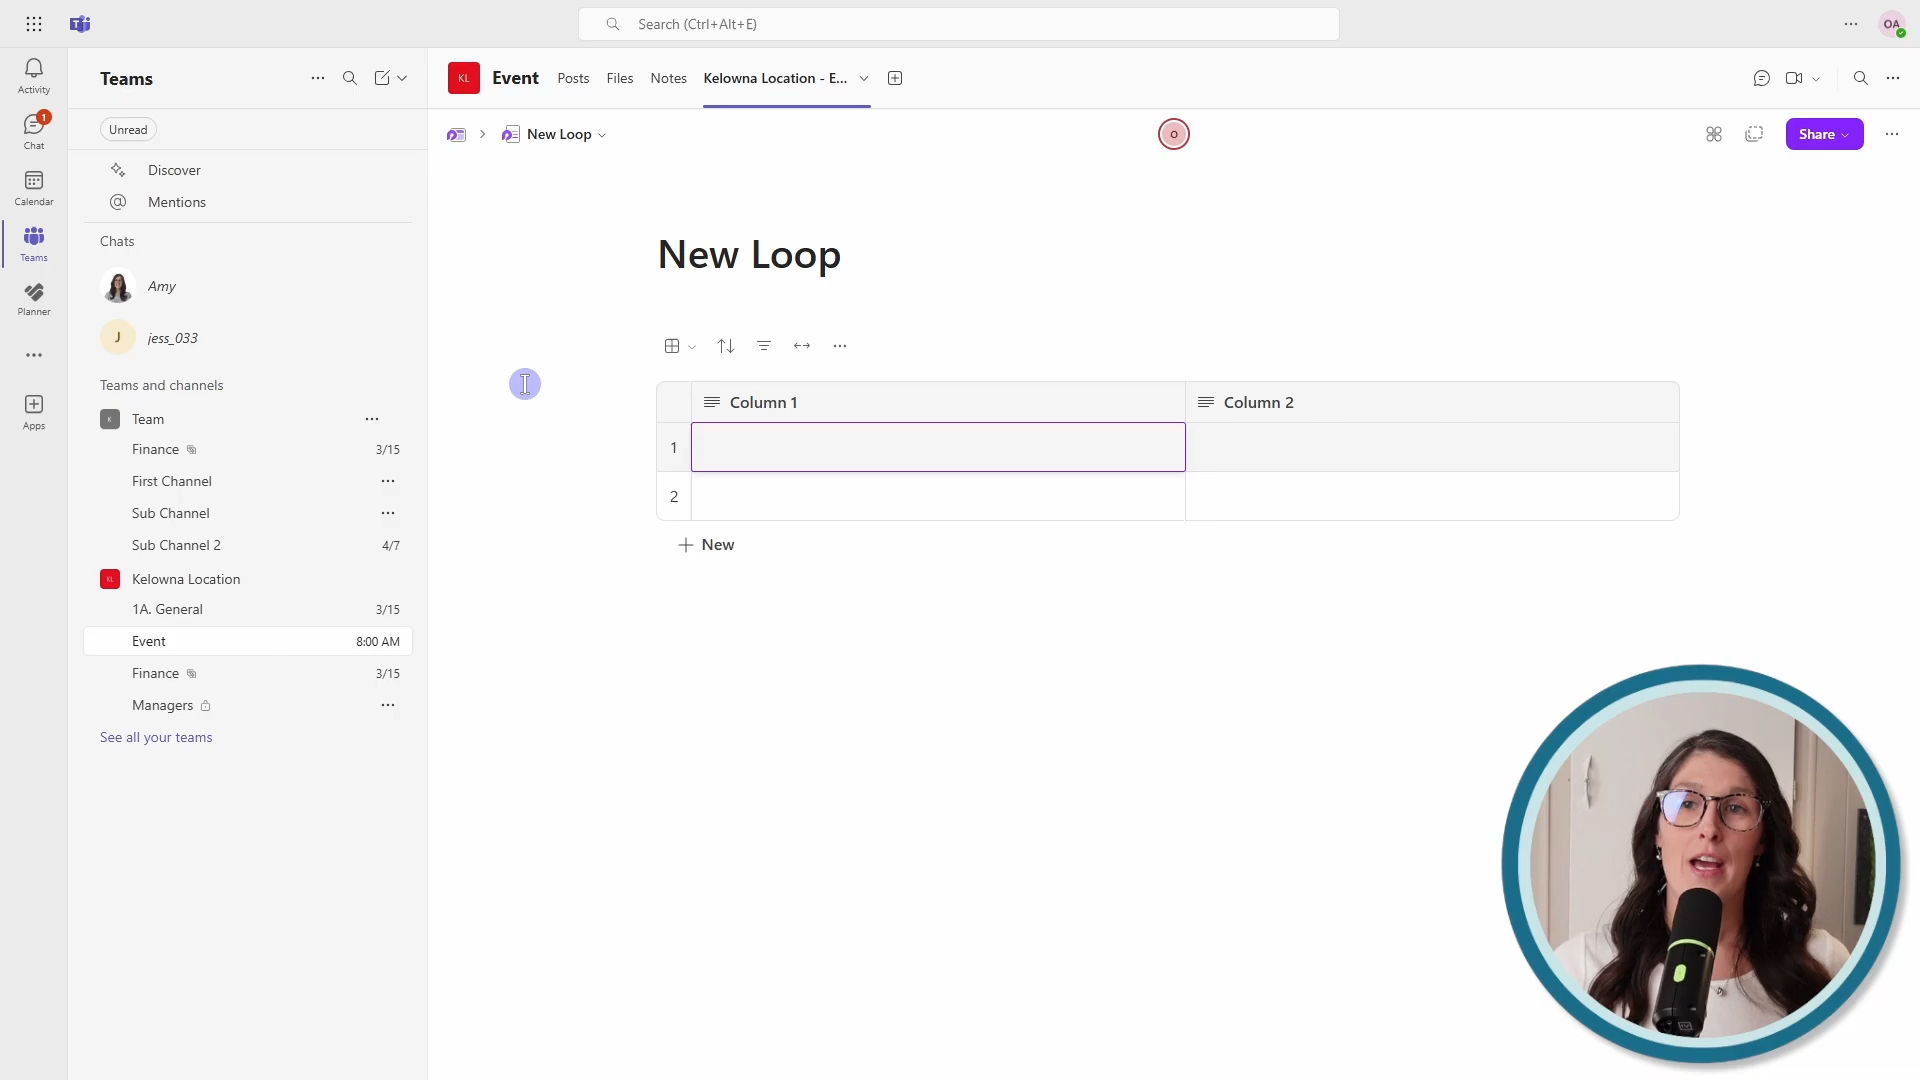 Search (Ctrl+Alt+E)
OA
Activity
1
Chat
Calendar
Teams
Planner
Apps
Teams
Unread
Discover
Mentions
Chats
Amy
J
jess_033
Teams and channels
K
Team
Finance 3/15
First Channel
Sub Channel
Sub Channel 2 4/7
KL
Kelowna Location
1A. General 3/15
Event 8:00 AM
Finance 3/15
Managers
See all your teams
KL Event Posts Files Notes Kelowna Location - E...
New Loop
O
Share
New Loop
Column 1 Column 2
1
2
New